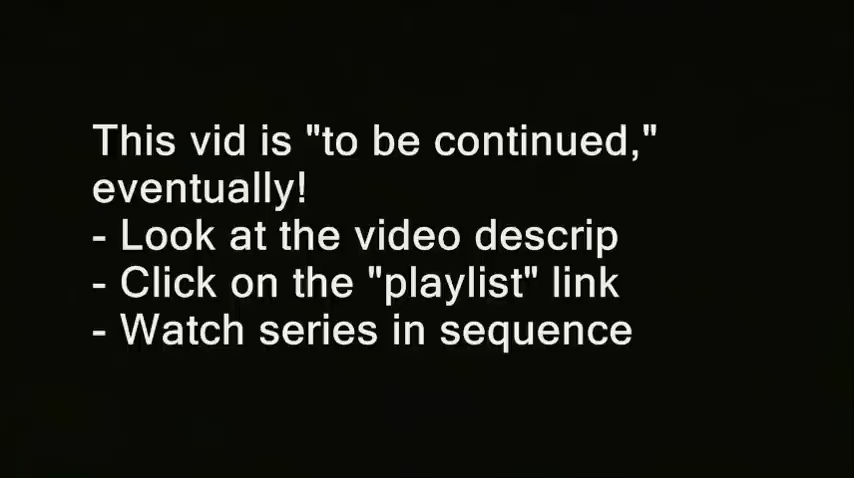 This vid is "to be continued,"
eventually!
- Look at the video descrip
- Click on the "playlist" link
- Watch series in sequence